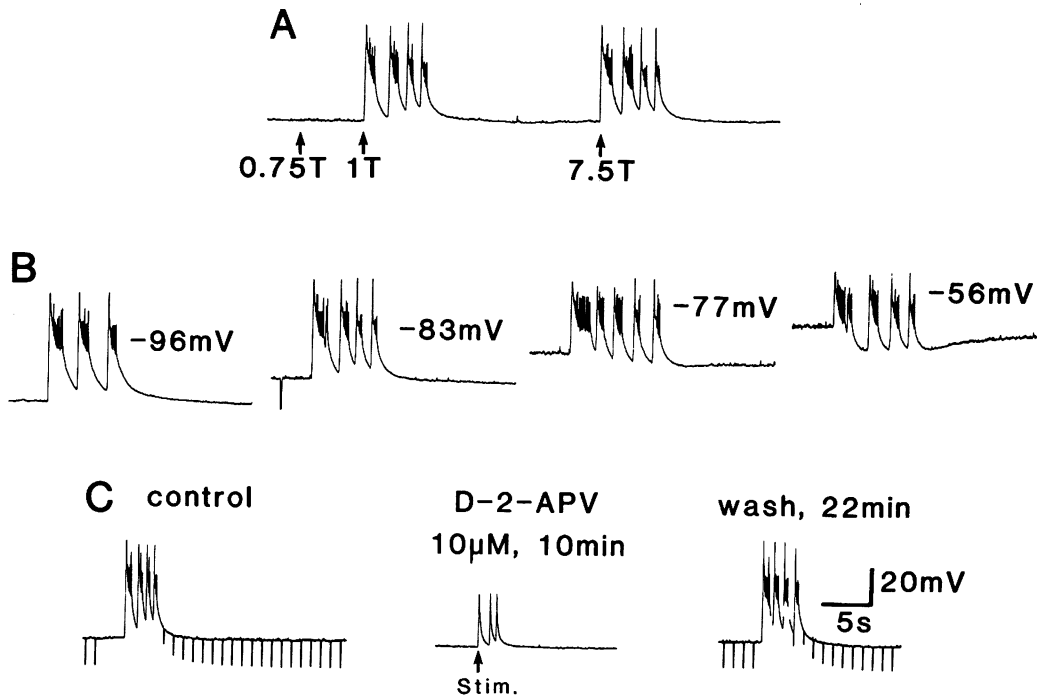 A
0.75T 1T 7.5T
B
-96mV -83mV -77mV -56mV
C control D-2-APV wash, 22min
10μM, 10min
20mV
5s
Stim.